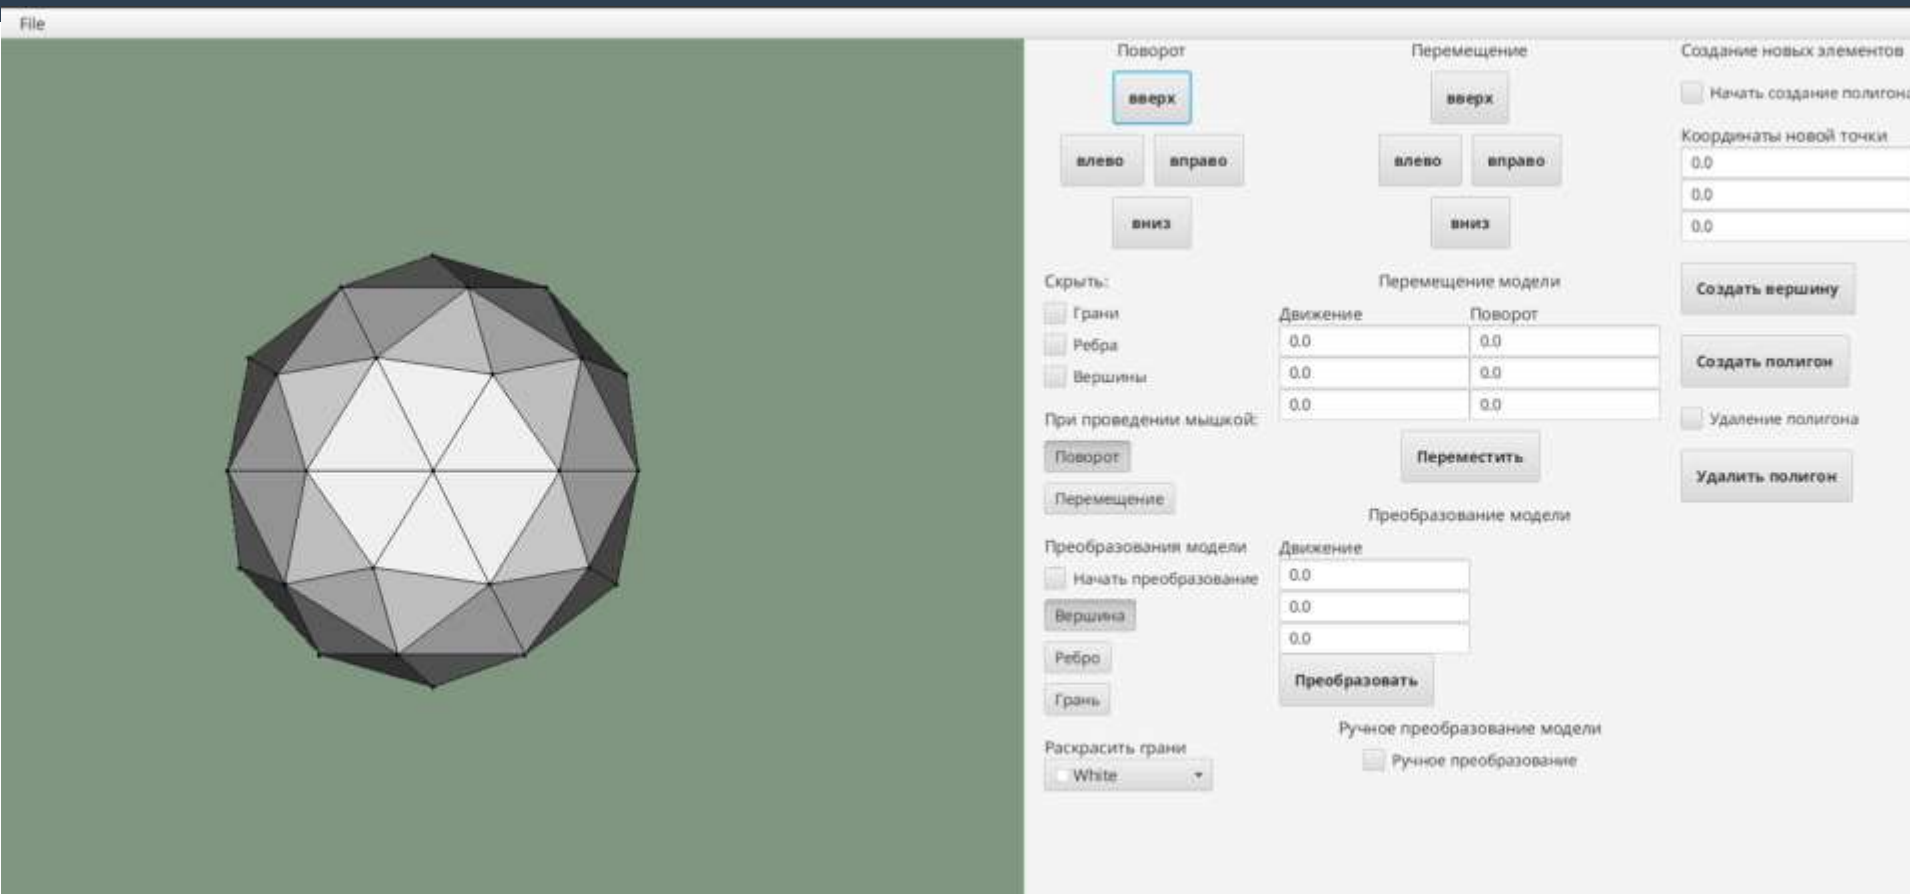 File
Поворот
вверх
влево вправо
вниз
Скрыть:
Грани
Ребра
Вершины
При проведении мышкой:
Поворот
Перемещение
Преобразования модели
Начать преобразование
Вершина
Ребро
Грань
Раскрасить грани
White
Перемещение
вверх
влево вправо
вниз
Перемещение модели
Движение Поворот
0.0 0.0
0.0 0.0
0.0 0.0
Переместить
Преобразование модели
Движение
0.0
0.0
0.0
Преобразовать
Ручное преобразование модели
Ручное преобразование
Создание новых элементов
Начать создание полигона
Координаты новой точки
0.0
0.0
0.0
Создать вершину
Создать полигон
Удаление полигона
Удалить полигон